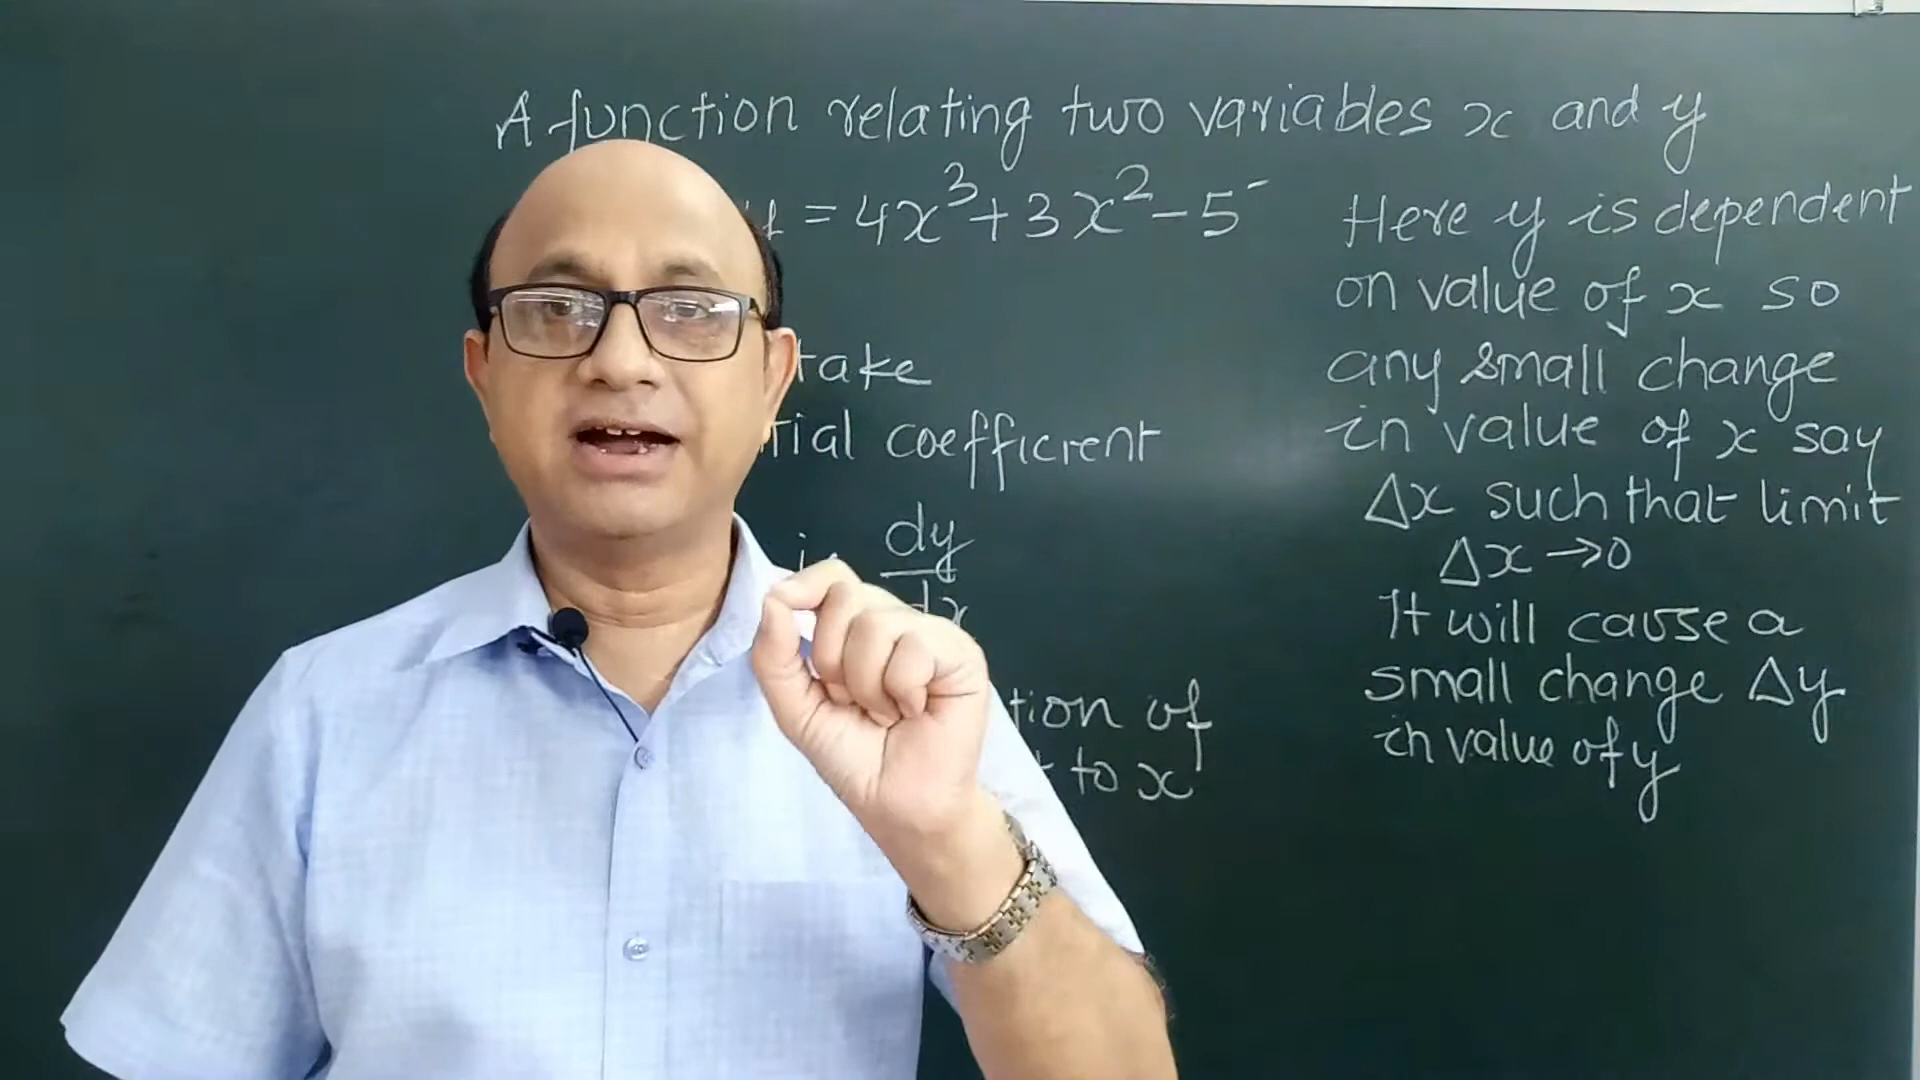 A function relating two variables x and y
y = 4x³+3x²-5
take
tial coefficient
dy
dx
tion of
to x
Here y is dependent
on value of x so
any small change
in value of x say
Δx such that limit
Δx →0
It will cause a
small change Δy
in value of y